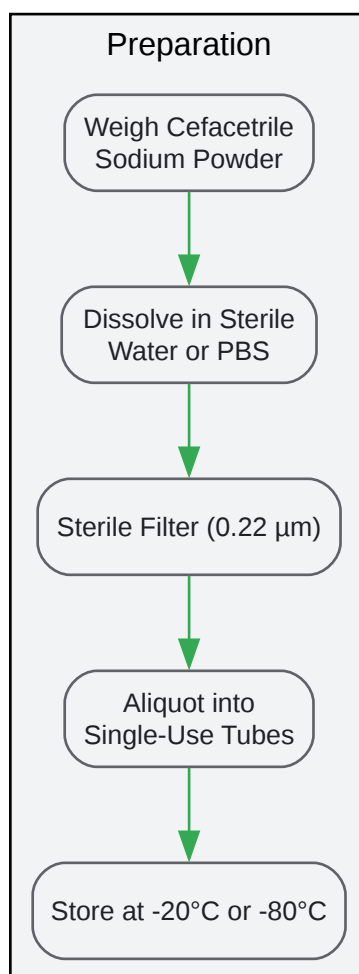 Preparation
Weigh Cefacetrile
Sodium Powder
Dissolve in Sterile
Water or PBS
Sterile Filter (0.22 µm)
Aliquot into
Single-Use Tubes
Store at -20°C or -80°C